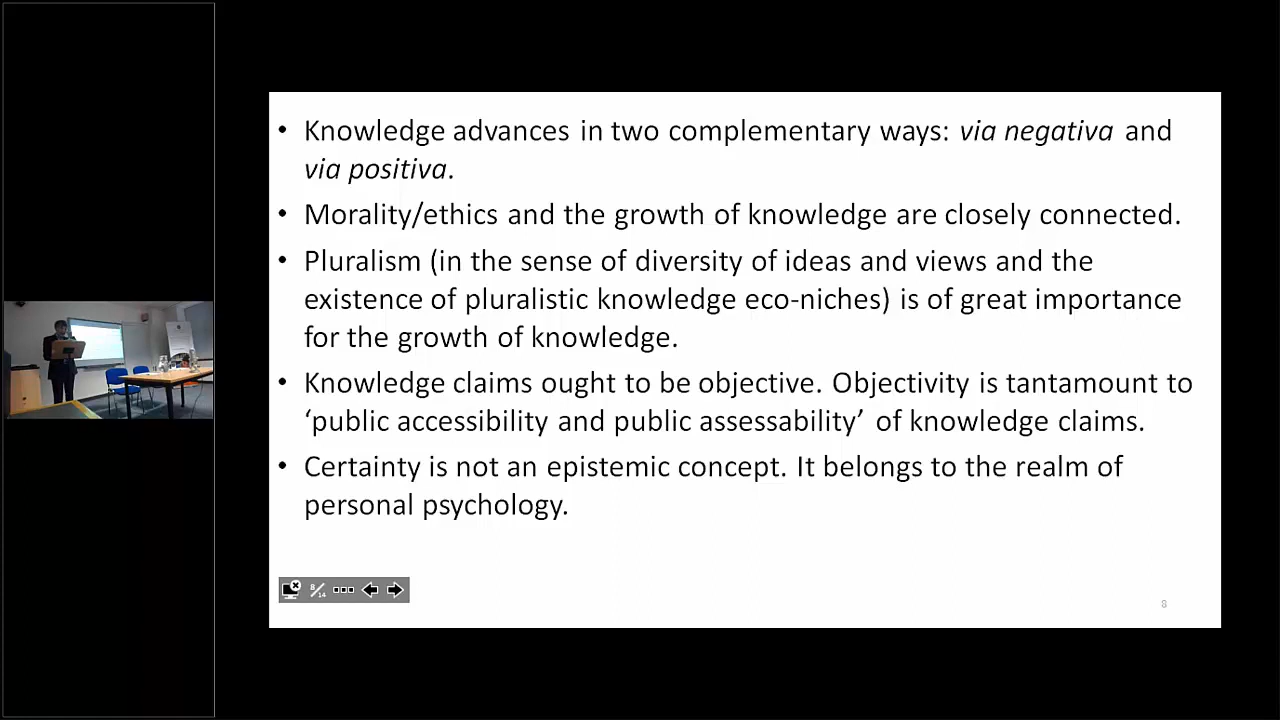 • Knowledge advances in two complementary ways: via negativa and
via positiva.
• Morality/ethics and the growth of knowledge are closely connected.
• Pluralism (in the sense of diversity of ideas and views and the
existence of pluralistic knowledge eco-niches) is of great importance
for the growth of knowledge.
• Knowledge claims ought to be objective. Objectivity is tantamount to
‘public accessibility and public assessability’ of knowledge claims.
• Certainty is not an epistemic concept. It belongs to the realm of
personal psychology.
8/14
8